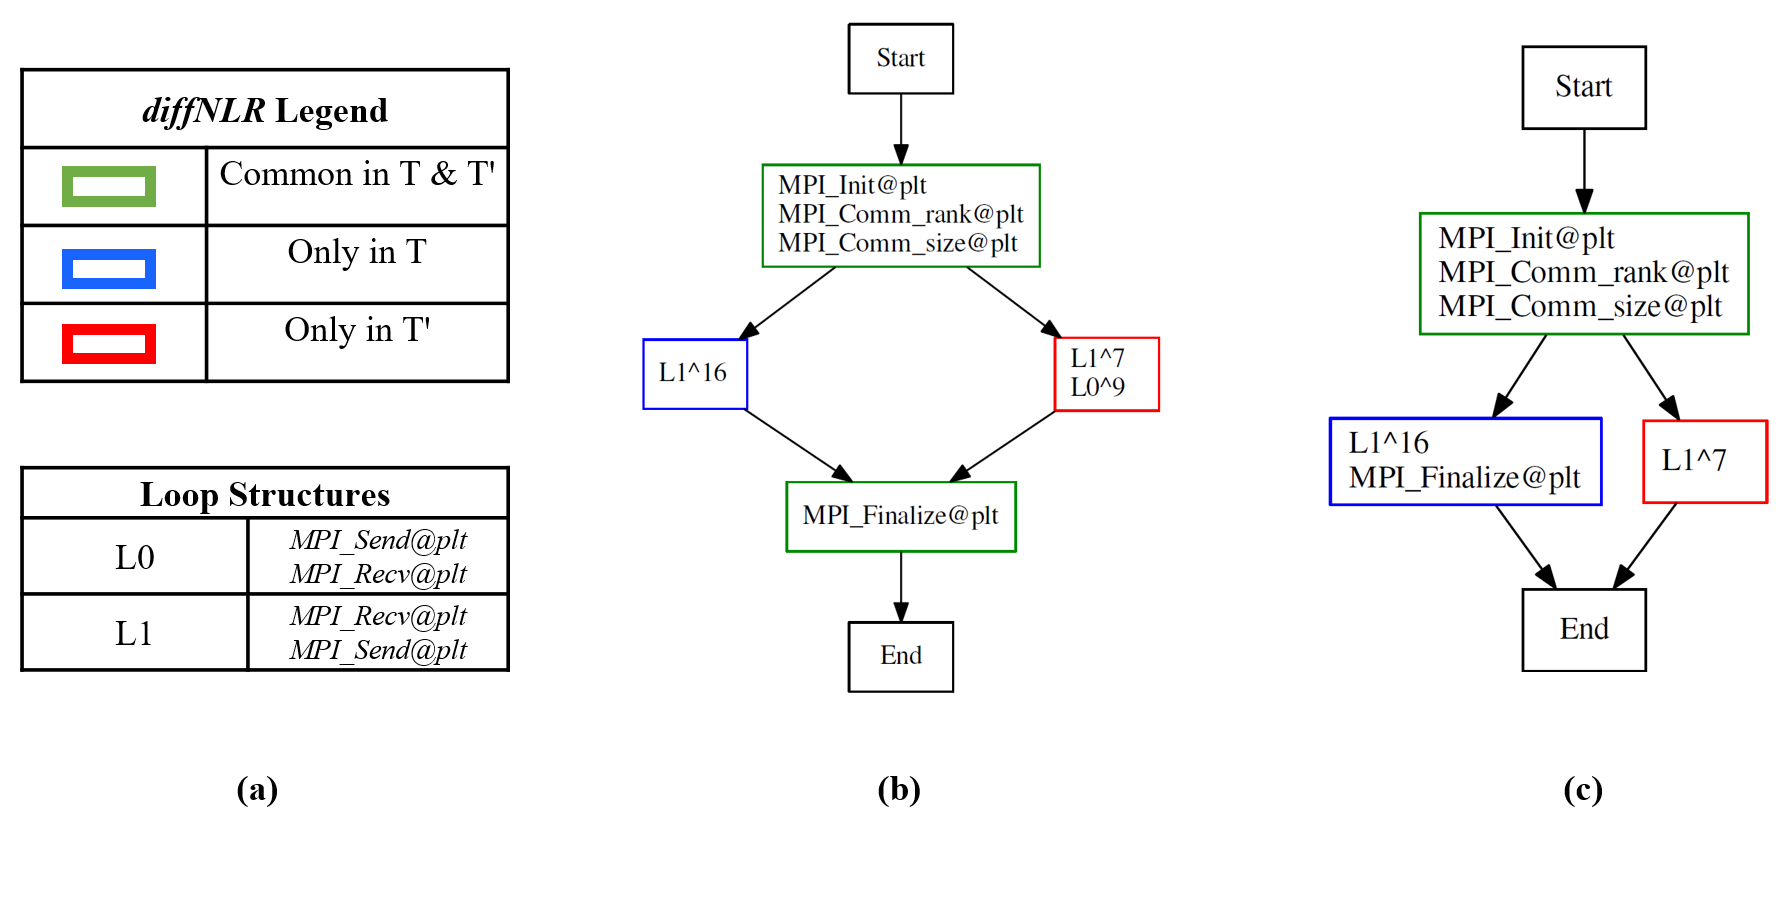 diffNLR Legend
Common in T & T'
Only in T
Only in T'
Loop Structures
L0
MPI_Send@plt
MPI_Recv@plt
L1
MPI_Recv@plt
MPI_Send@plt
(a)
Start
MPI_Init@plt
MPI_Comm_rank@plt
MPI_Comm_size@plt
L1^16
L1^7
L0^9
MPI_Finalize@plt
End
(b)
Start
MPI_Init@plt
MPI_Comm_rank@plt
MPI_Comm_size@plt
L1^16
MPI_Finalize@plt
L1^7
End
(c)